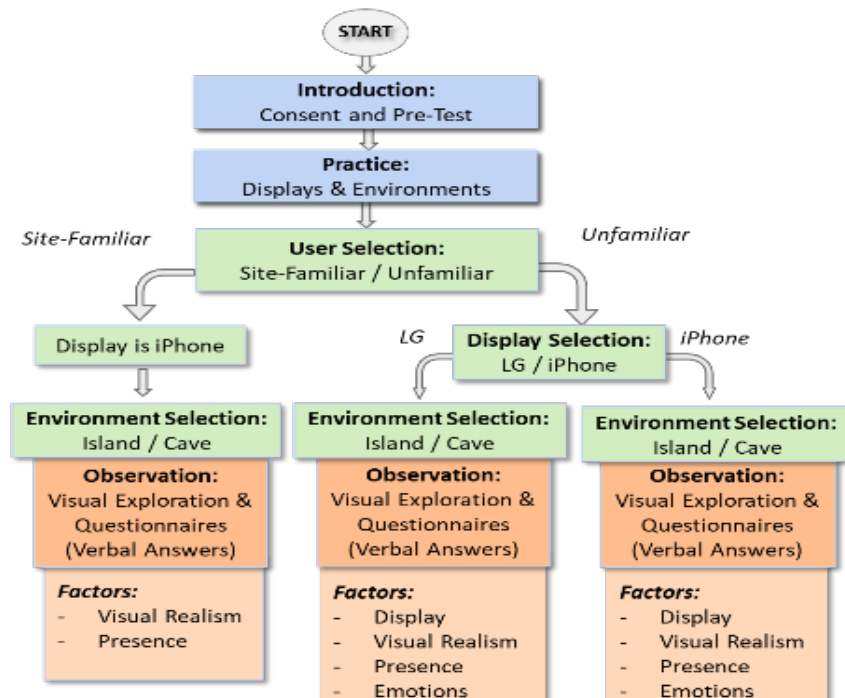 START
Introduction:
Consent and Pre-Test
Practice:
Displays & Environments
Site-Familiar
Unfamiliar
User Selection:
Site-Familiar / Unfamiliar
Display is iPhone
LG
Display Selection:
LG / iPhone
iPhone
Environment Selection:
Island / Cave
Observation:
Visual Exploration &
Questionnaires
(Verbal Answers)
Factors:
- Visual Realism
- Presence
Environment Selection:
Island / Cave
Observation:
Visual Exploration &
Questionnaires
(Verbal Answers)
Factors:
- Display
- Visual Realism
- Presence
- Emotions
Environment Selection:
Island / Cave
Observation:
Visual Exploration &
Questionnaires
(Verbal Answers)
Factors:
- Display
- Visual Realism
- Presence
- Emotions